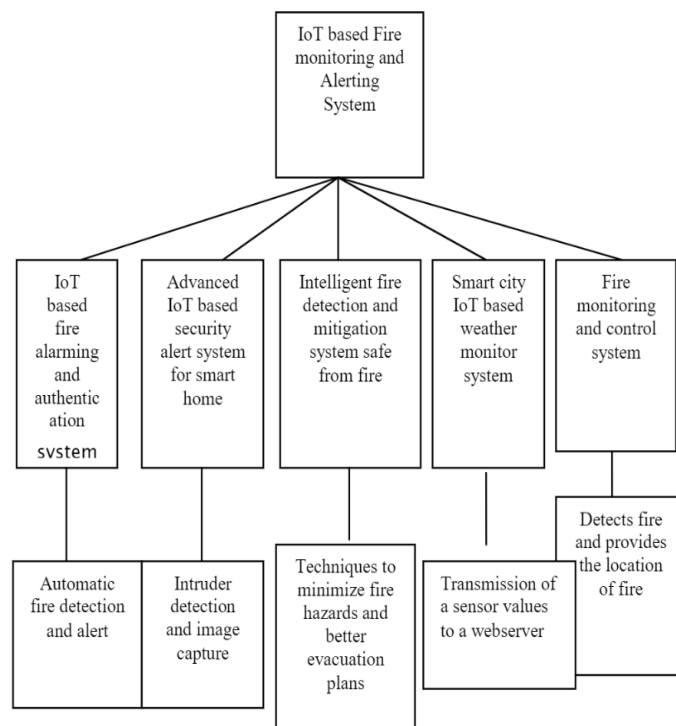 IoT based Fire
monitoring and
Alerting
System
IoT
based
fire
alarming
and
authentic
ation
system
Advanced
IoT based
security
alert system
for smart
home
Intelligent fire
detection and
mitigation
system safe
from fire
Smart city
IoT based
weather
monitor
system
Fire
monitoring
and control
system
Automatic
fire detection
and alert
Intruder
detection
and image
capture
Techniques to
minimize fire
hazards and
better
evacuation
plans
Transmission of
a sensor values
to a webserver
Detects fire
and provides
the location
of fire